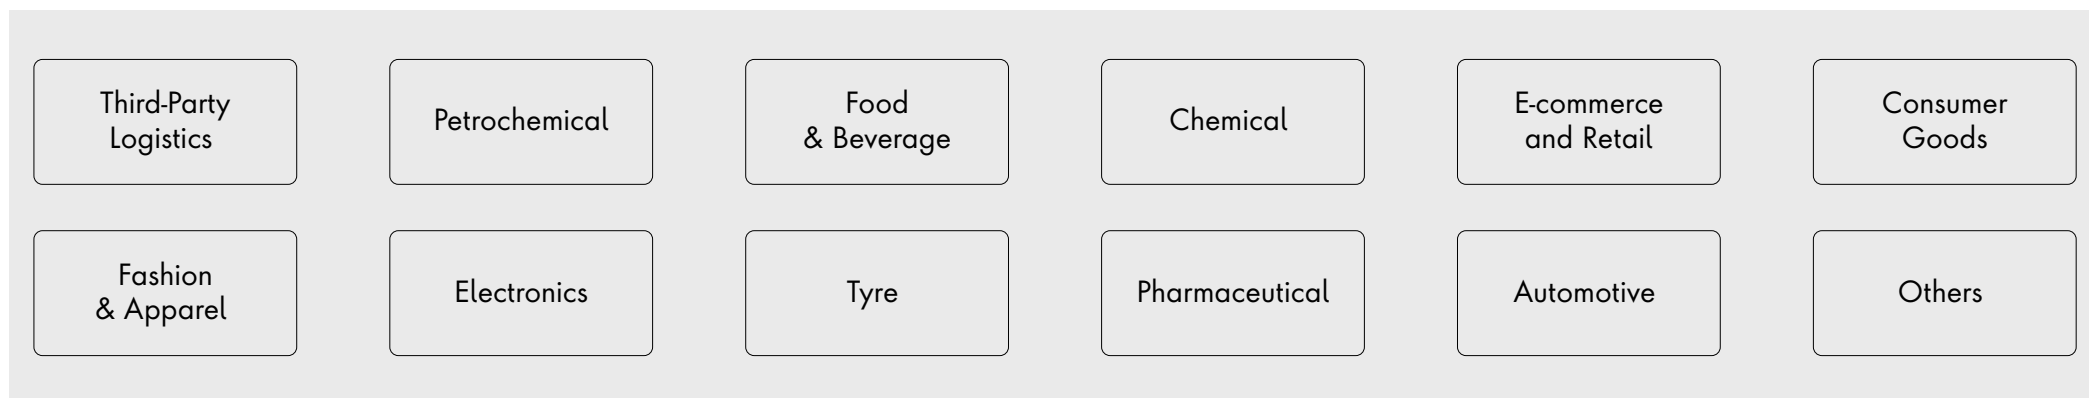 Third-Party
Logistics
Petrochemical
Food
& Beverage
Chemical
E-commerce
and Retail
Consumer
Goods
Fashion
& Apparel
Electronics
Tyre
Pharmaceutical
Automotive
Others